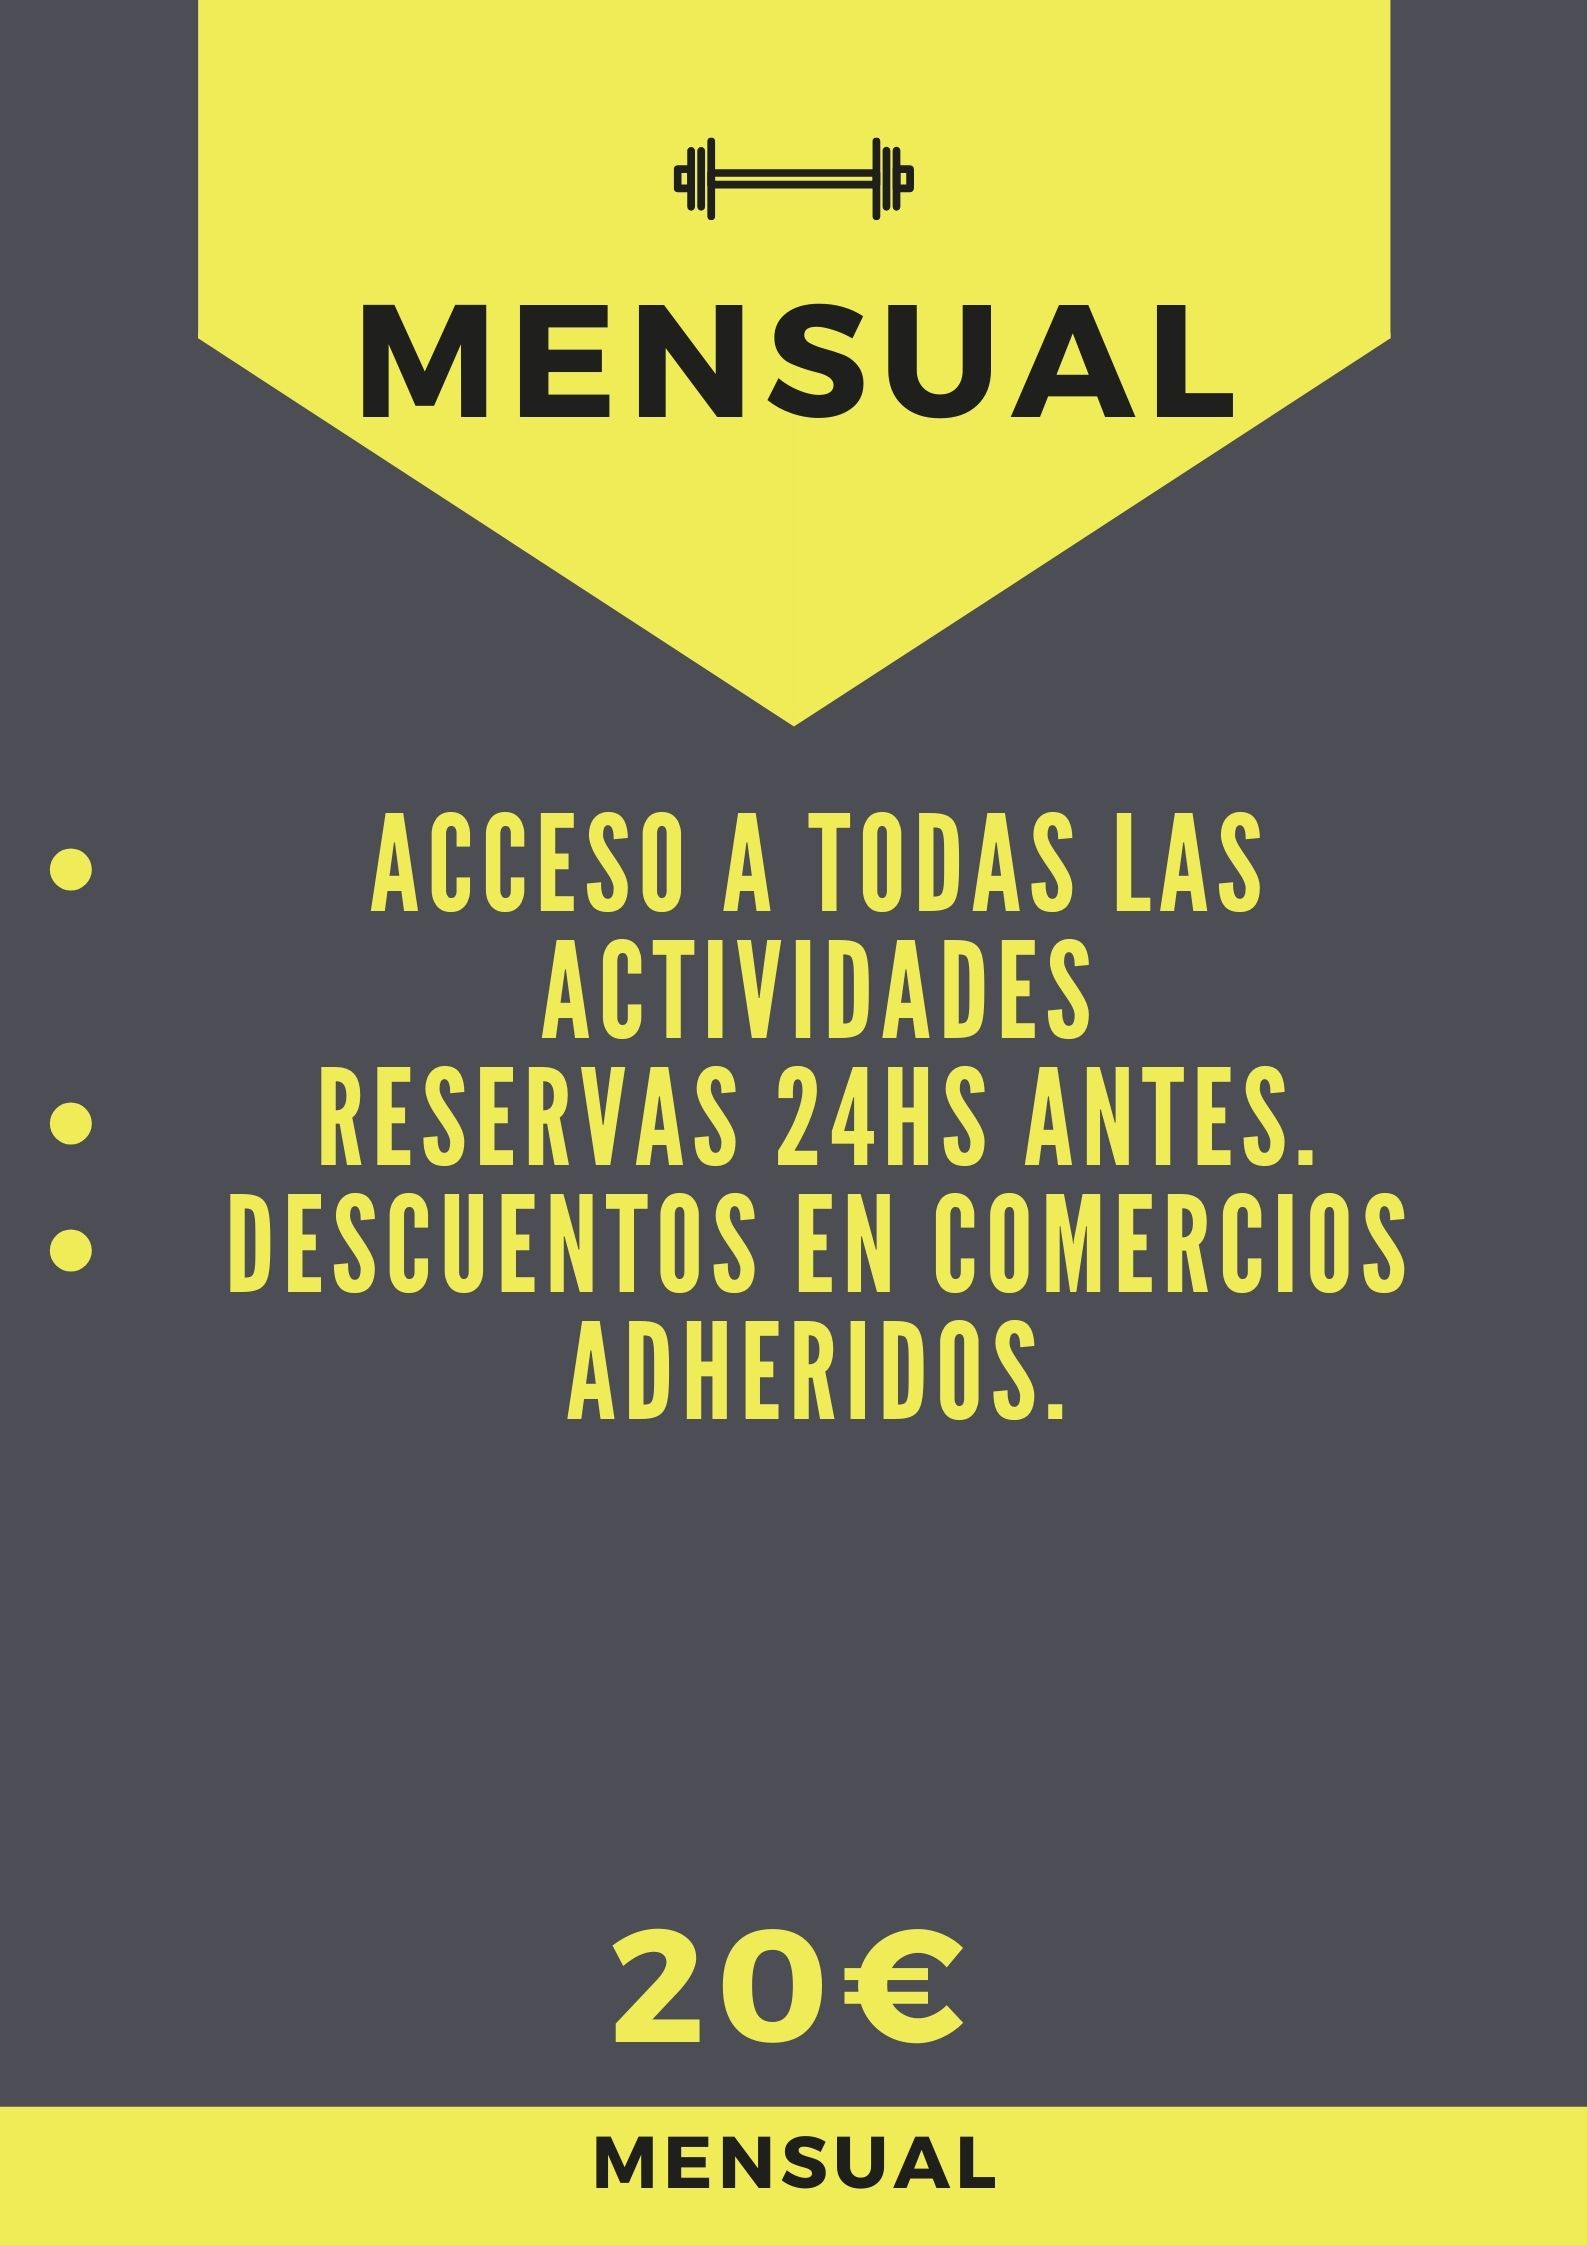 MENSUAL
ACCESO A TODAS LAS
ACTIVIDADES
RESERVAS 24HS ANTES.
DESCUENTOS EN COMERCIOS
ADHERIDOS.
20€
MENSUAL